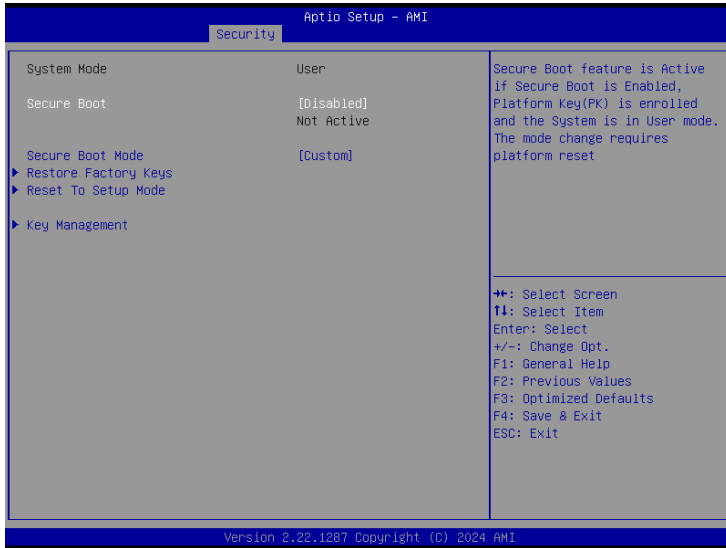 Aptio Setup – AMI
Security
System Mode User
Secure Boot [Disabled]
Not Active
Secure Boot Mode [Custom]
Restore Factory Keys
Reset To Setup Mode
Key Management
Secure Boot feature is Active
if Secure Boot is Enabled,
Platform Key(PK) is enrolled
and the System is in User mode.
The mode change requires
platform reset
→←: Select Screen
↑↓: Select Item
Enter: Select
+/-: Change Opt.
F1: General Help
F2: Previous Values
F3: Optimized Defaults
F4: Save & Exit
ESC: Exit
Version 2.22.1287 Copyright (C) 2024 AMI